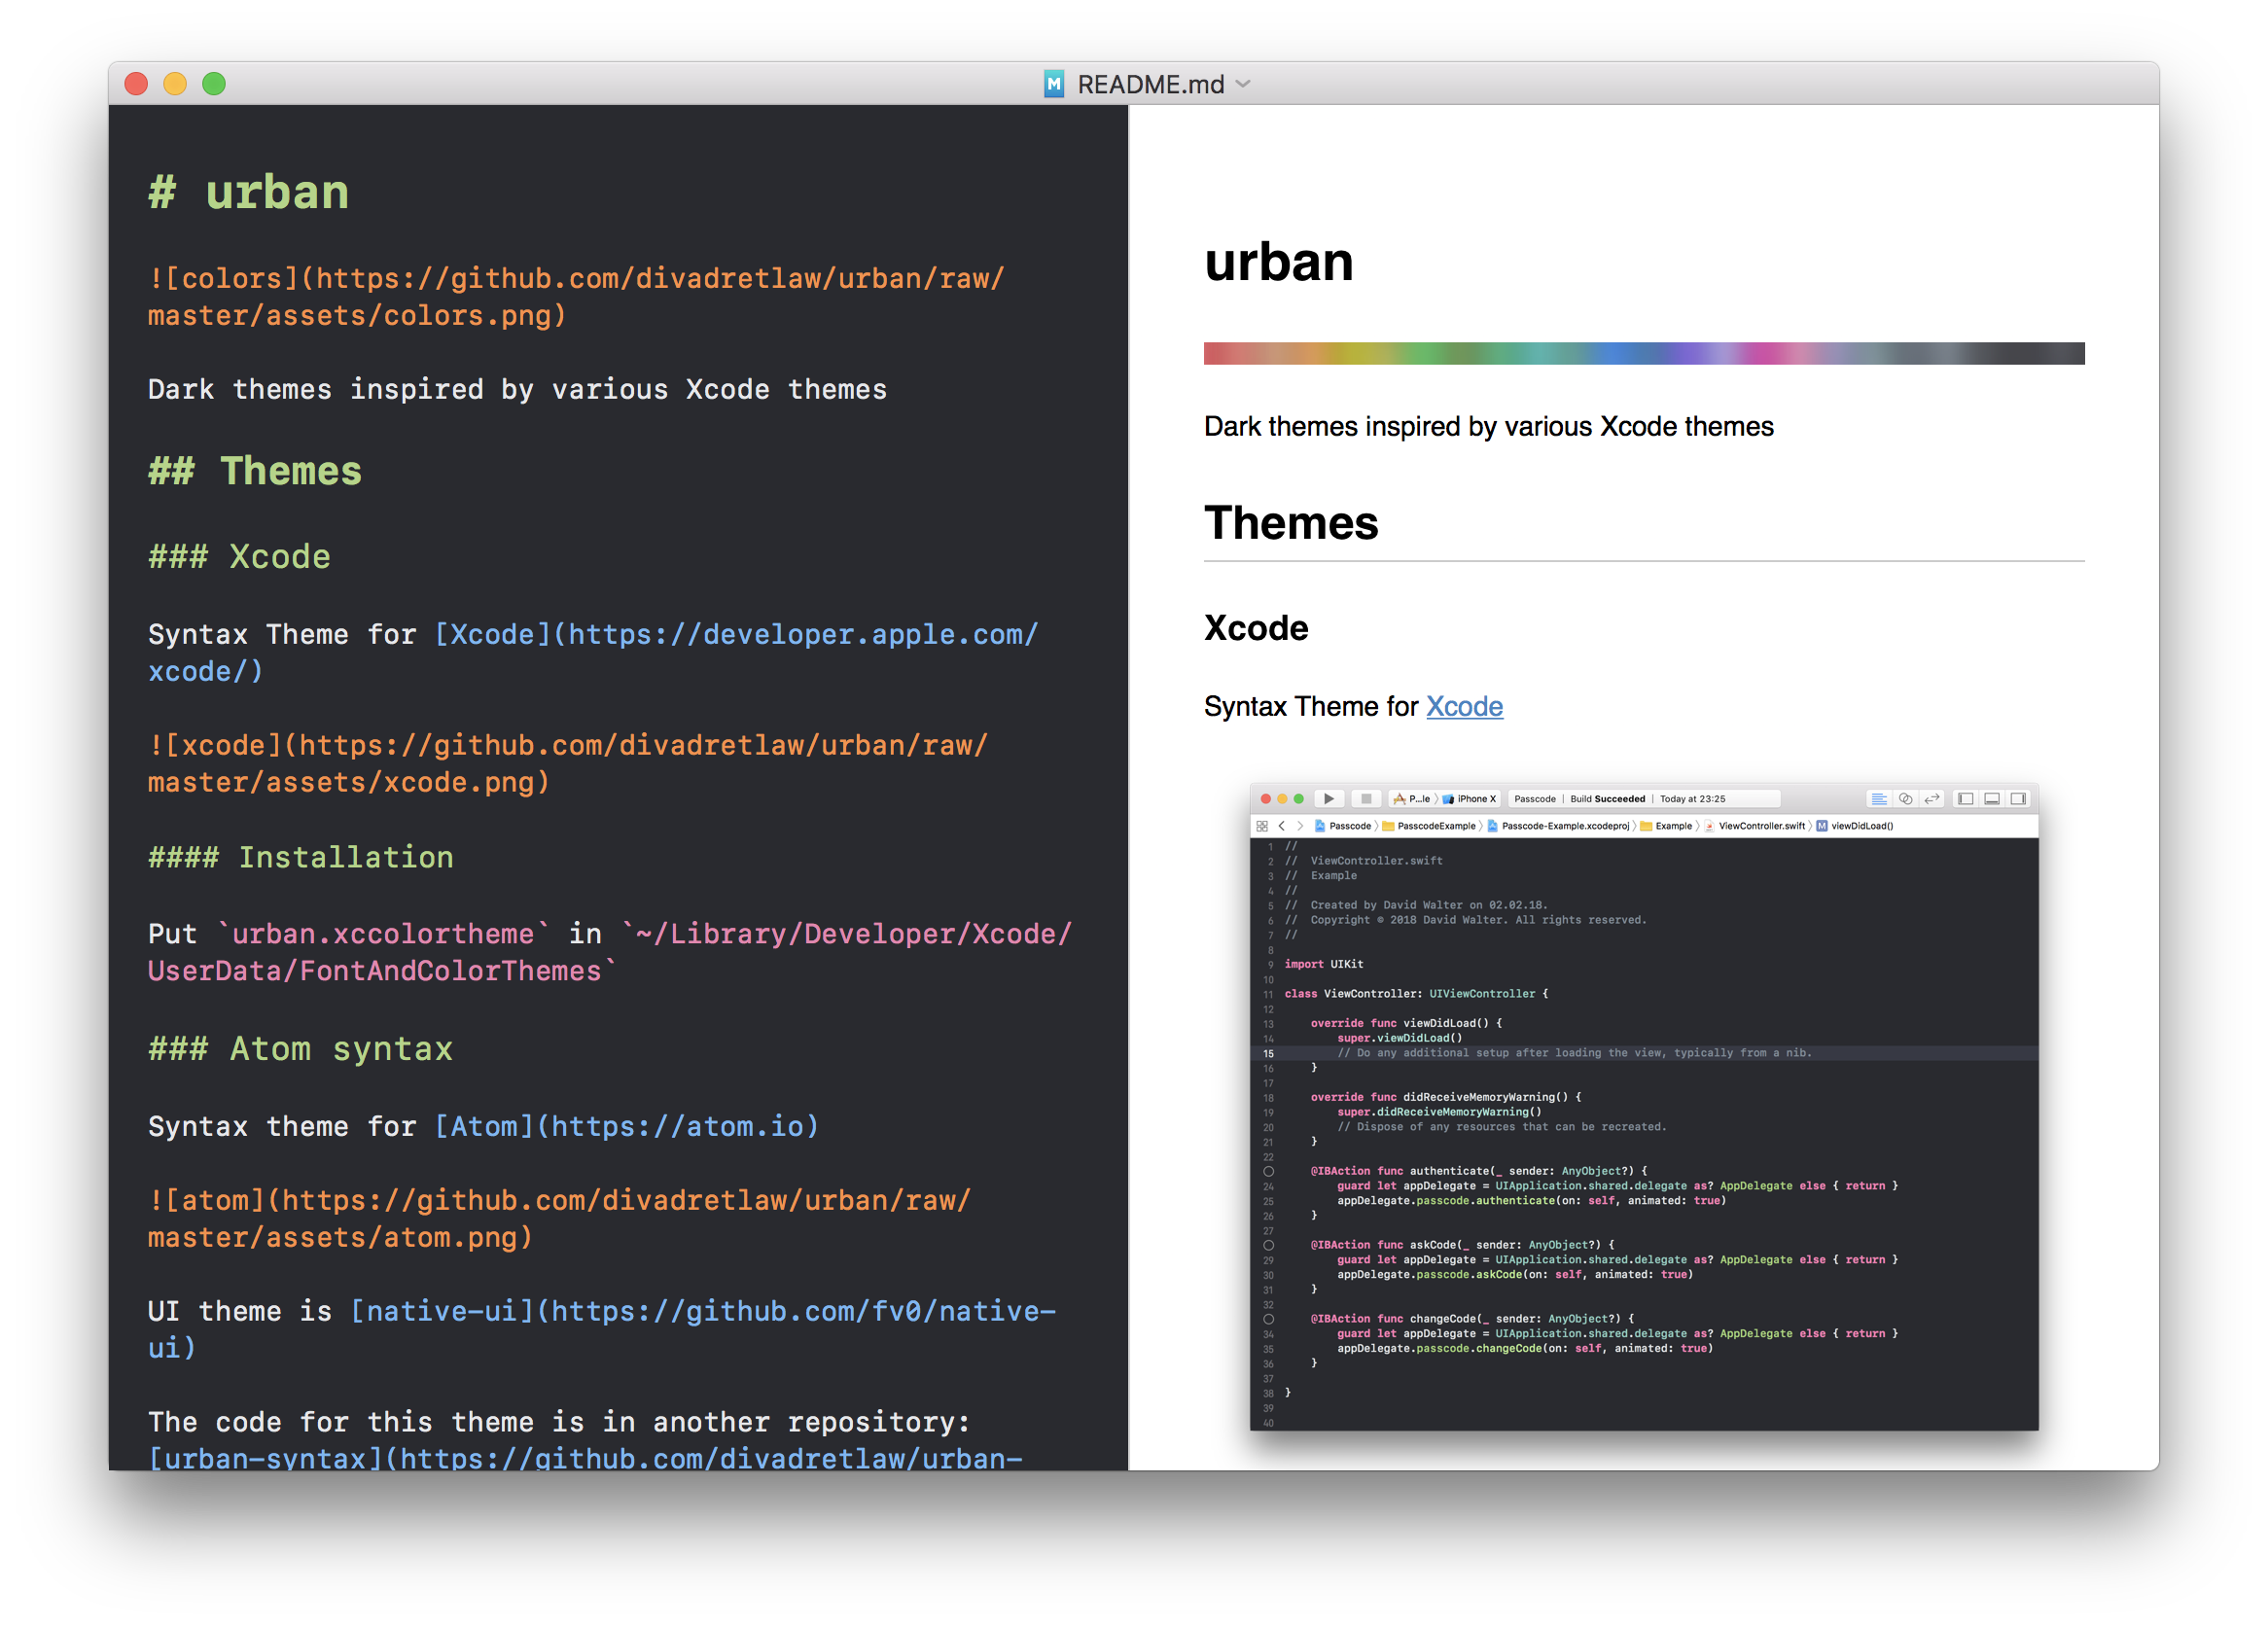 README.md
# urban
![colors](https://github.com/divadretlaw/urban/raw/
master/assets/colors.png)
Dark themes inspired by various Xcode themes
## Themes
### Xcode
Syntax Theme for [Xcode](https://developer.apple.com/
xcode/)
![xcode](https://github.com/divadretlaw/urban/raw/
master/assets/xcode.png)
#### Installation
Put `urban.xccolortheme` in `~/Library/Developer/Xcode/
UserData/FontAndColorThemes`
### Atom syntax
Syntax theme for [Atom](https://atom.io)
![atom](https://github.com/divadretlaw/urban/raw/
master/assets/atom.png)
UI theme is [native-ui](https://github.com/fv0/native-
ui)
The code for this theme is in another repository:
[urban-syntax](https://github.com/divadretlaw/urban-
urban
Dark themes inspired by various Xcode themes
Themes
Xcode
Syntax Theme for Xcode
P...le 〉 iPhone X Passcode | Build Succeeded | Today at 23:25
Passcode 〉 PasscodeExample 〉 Passcode-Example.xcodeproj 〉 Example 〉 ViewController.swift 〉 M viewDidLoad()
1 //
2 //  ViewController.swift
3 //  Example
4 //
5 //  Created by David Walter on 02.02.18.
6 //  Copyright © 2018 David Walter. All rights reserved.
7 //
8
9 import UIKit
10
11 class ViewController: UIViewController {
12
13     override func viewDidLoad() {
14         super.viewDidLoad()
15         // Do any additional setup after loading the view, typically from a nib.
16     }
17
18     override func didReceiveMemoryWarning() {
19         super.didReceiveMemoryWarning()
20         // Dispose of any resources that can be recreated.
21     }
22
@IBAction func authenticate(_ sender: AnyObject?) {
24         guard let appDelegate = UIApplication.shared.delegate as? AppDelegate else { return }
25         appDelegate.passcode.authenticate(on: self, animated: true)
26     }
27
@IBAction func askCode(_ sender: AnyObject?) {
29         guard let appDelegate = UIApplication.shared.delegate as? AppDelegate else { return }
30         appDelegate.passcode.askCode(on: self, animated: true)
31     }
32
@IBAction func changeCode(_ sender: AnyObject?) {
34         guard let appDelegate = UIApplication.shared.delegate as? AppDelegate else { return }
35         appDelegate.passcode.changeCode(on: self, animated: true)
36     }
37
38 }
39
40